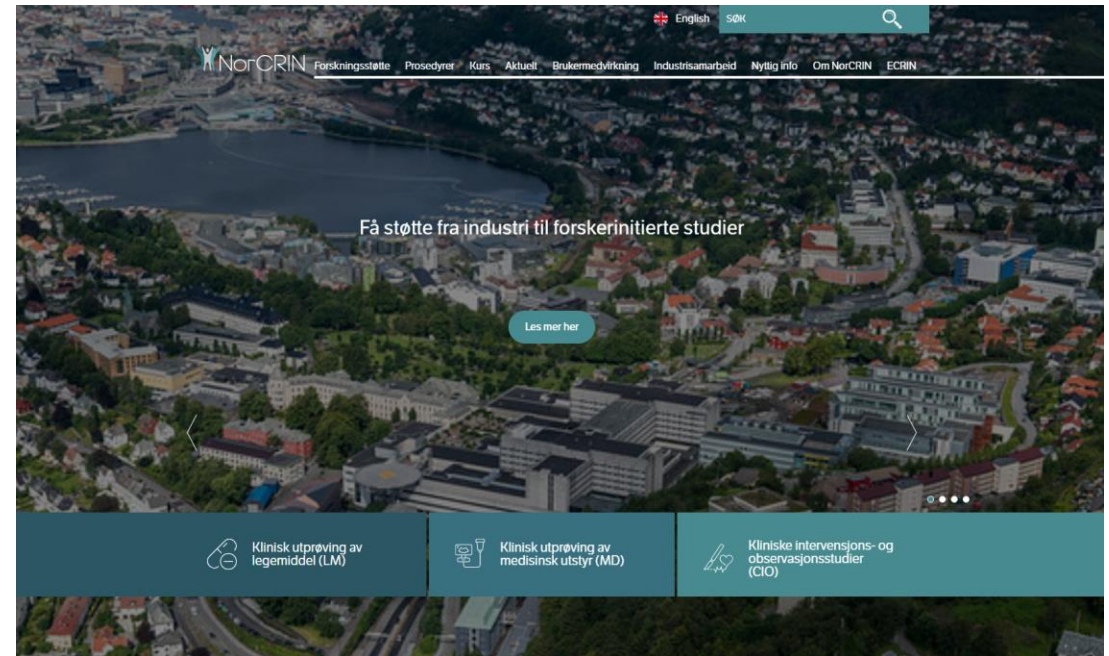 English SØK
NorCRIN Forskningsstøtte Prosedyrer Kurs Aktuelt Brukermedvirkning Industrisamarbeid Nyttig info Om NorCRIN ECRIN
Få støtte fra industri til forskerinitierte studier
Les mer her
Klinisk utprøving av
legemiddel (LM)
Klinisk utprøving av
medisinsk utstyr (MD)
Kliniske intervensjons- og
observasjonsstudier
(CIO)